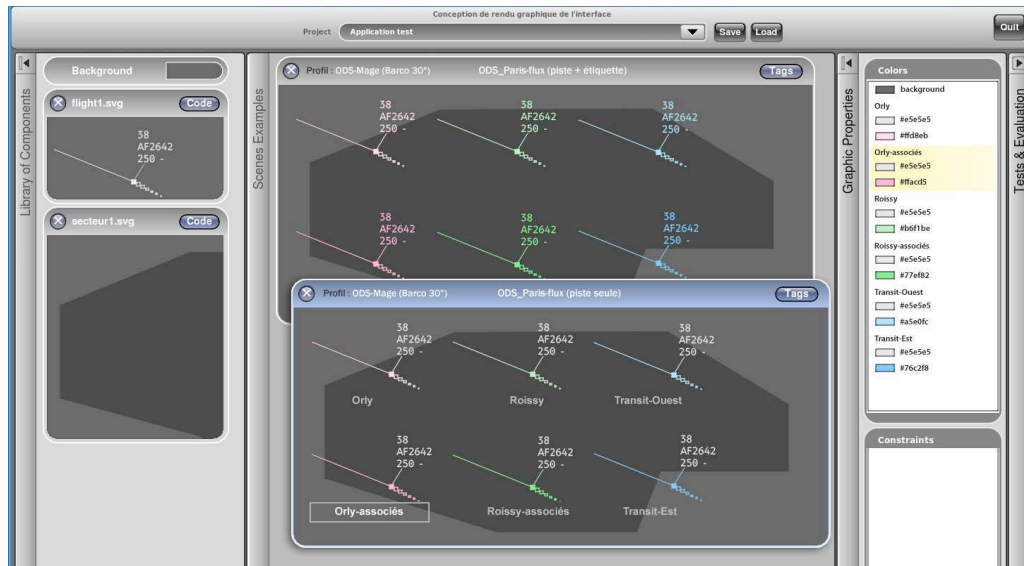 Conception de rendu graphique de l'interface
Project Application test Save Load Quit
Library of Components
Background
flight1.svg Code
38
AF2642
250 -
secteur1.svg Code
Scenes Examples
Profil : ODS-Mage (Barco 30°) ODS_Paris-flux (piste + étiquette) Tags
38 38 38
AF2642 AF2642 AF2642
250 - 250 - 250 -
38 38 38
AF2642 AF2642 AF2642
250 - 250 - 250 -
Profil : ODS-Mage (Barco 30°) ODS_Paris-flux (piste seule) Tags
38 38 38
AF2642 AF2642 AF2642
250 - 250 - 250 -
Orly Roissy Transit-Ouest
38 38 38
AF2642 AF2642 AF2642
250 - 250 - 250 -
Orly-associés Roissy-associés Transit-Est
Graphic Properties
Colors
background
Orly
#e5e5e5
#ffd8eb
Orly-associés
#e5e5e5
#ffacd5
Roissy
#e5e5e5
#b6f1be
Roissy-associés
#e5e5e5
#77ef82
Transit-Ouest
#e5e5e5
#a5e0fc
Transit-Est
#e5e5e5
#76c2f8
Constraints
Tests & Evaluation